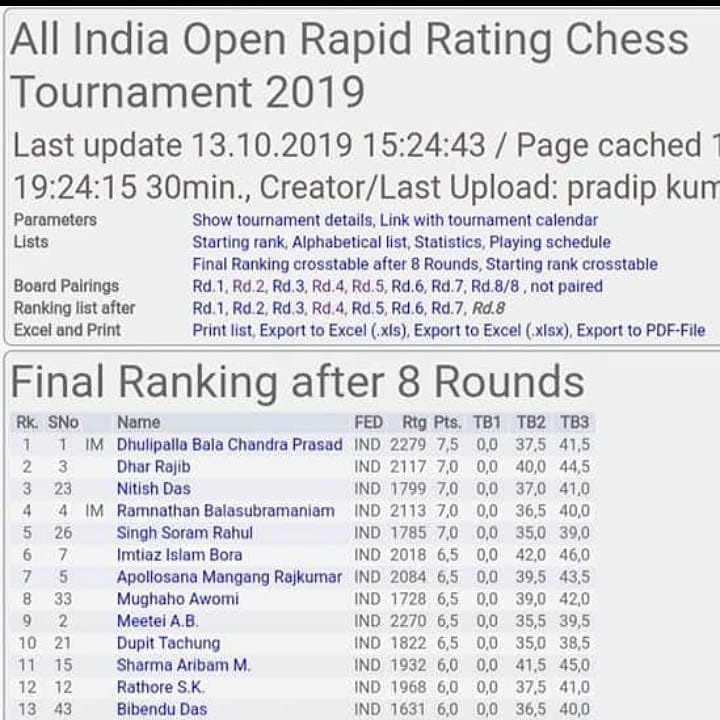 All India Open Rapid Rating Chess
Tournament 2019
Last update 13.10.2019 15:24:43 / Page cached 1
19:24:15 30min., Creator/Last Upload: pradip kum
Parameters Show tournament details, Link with tournament calendar
Lists Starting rank, Alphabetical list, Statistics, Playing schedule
Final Ranking crosstable after 8 Rounds, Starting rank crosstable
Board Pairings Rd.1, Rd.2, Rd.3, Rd.4, Rd.5, Rd.6, Rd.7, Rd.8/8 , not paired
Ranking list after Rd.1, Rd.2, Rd.3, Rd.4, Rd.5, Rd.6, Rd.7, Rd.8
Excel and Print Print list, Export to Excel (.xls), Export to Excel (.xlsx), Export to PDF-File
Final Ranking after 8 Rounds
Rk. SNo Name FED Rtg Pts. TB1 TB2 TB3
1 1 IM Dhulipalla Bala Chandra Prasad IND 2279 7,5 0,0 37,5 41,5
2 3 Dhar Rajib IND 2117 7,0 0,0 40,0 44,5
3 23 Nitish Das IND 1799 7,0 0,0 37,0 41,0
4 4 IM Ramnathan Balasubramaniam IND 2113 7,0 0,0 36,5 40,0
5 26 Singh Soram Rahul IND 1785 7,0 0,0 35,0 39,0
6 7 Imtiaz Islam Bora IND 2018 6,5 0,0 42,0 46,0
7 5 Apollosana Mangang Rajkumar IND 2084 6,5 0,0 39,5 43,5
8 33 Mughaho Awomi IND 1728 6,5 0,0 39,0 42,0
9 2 Meetei A.B. IND 2270 6,5 0,0 35,5 39,5
10 21 Dupit Tachung IND 1822 6,5 0,0 35,0 38,5
11 15 Sharma Aribam M. IND 1932 6,0 0,0 41,5 45,0
12 12 Rathore S.K. IND 1968 6,0 0,0 37,5 41,0
13 43 Bibendu Das IND 1631 6,0 0,0 36,5 40,0